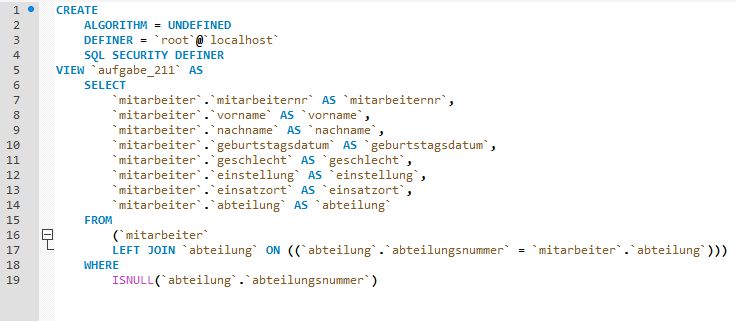 1 CREATE
2 ALGORITHM = UNDEFINED
3 DEFINER = `root`@`localhost`
4 SQL SECURITY DEFINER
5 VIEW `aufgabe_211` AS
6 SELECT
7 `mitarbeiter`.`mitarbeiternr` AS `mitarbeiternr`,
8 `mitarbeiter`.`vorname` AS `vorname`,
9 `mitarbeiter`.`nachname` AS `nachname`,
10 `mitarbeiter`.`geburtstagsdatum` AS `geburtstagsdatum`,
11 `mitarbeiter`.`geschlecht` AS `geschlecht`,
12 `mitarbeiter`.`einstellung` AS `einstellung`,
13 `mitarbeiter`.`einsatzort` AS `einsatzort`,
14 `mitarbeiter`.`abteilung` AS `abteilung`
15 FROM
16 (`mitarbeiter`
17 LEFT JOIN `abteilung` ON ((`abteilung`.`abteilungsnummer` = `mitarbeiter`.`abteilung`)))
18 WHERE
19 ISNULL(`abteilung`.`abteilungsnummer`)